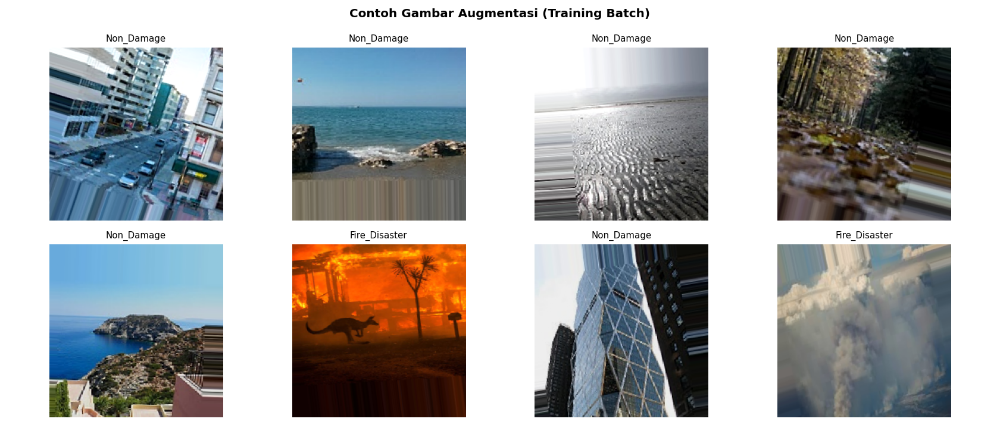 Contoh Gambar Augmentasi (Training Batch)
Non_Damage
Non_Damage
Non_Damage
Non_Damage
Non_Damage
Fire_Disaster
Non_Damage
Fire_Disaster